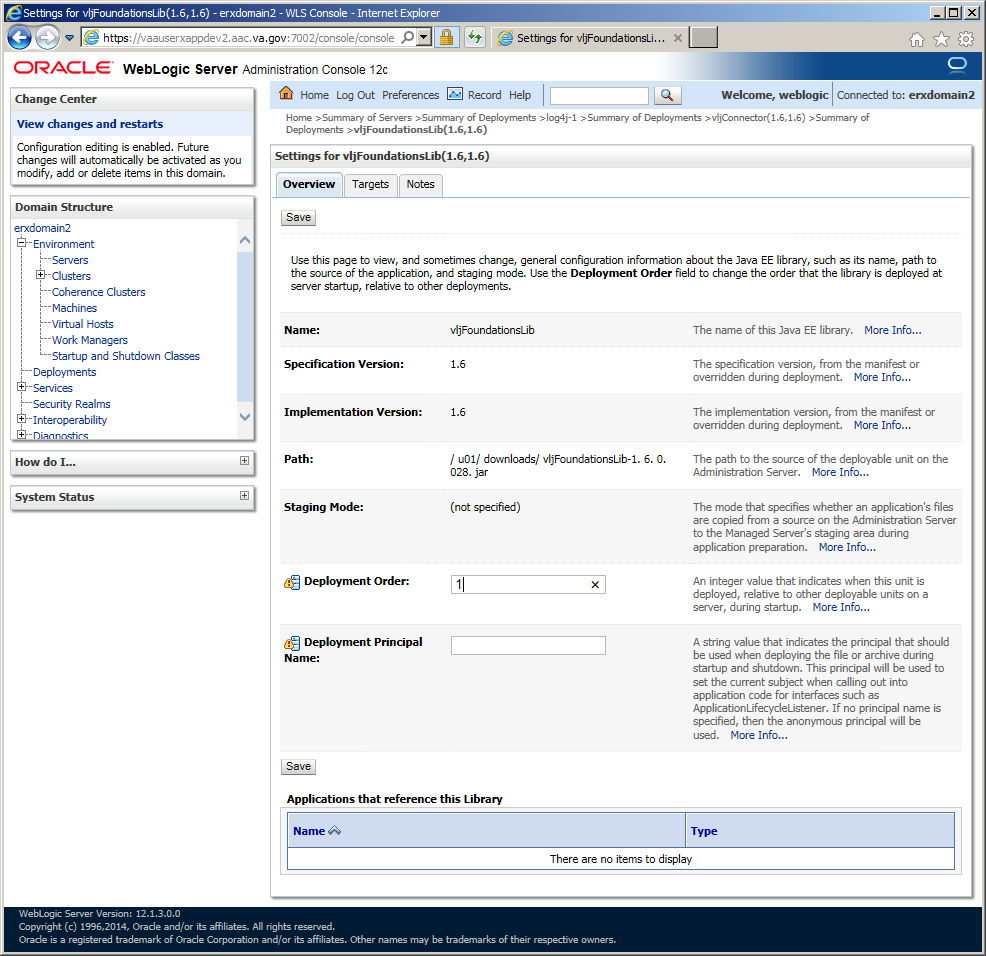 Settings for vljFoundationsLib(1.6,1.6) - erxdomain2 - WLS Console - Internet Explorer
https://vaauserxappdev2.aac.va.gov:7002/console/console
Settings for vljFoundationsLi...
ORACLE WebLogic Server Administration Console 12c
Change Center
View changes and restarts
Configuration editing is enabled. Future
changes will automatically be activated as you
modify, add or delete items in this domain.
Domain Structure
erxdomain2
Environment
Servers
Clusters
Coherence Clusters
Machines
Virtual Hosts
Work Managers
Startup and Shutdown Classes
Deployments
Services
Security Realms
Interoperability
Diagnostics
How do I...
System Status
Home Log Out Preferences Record Help
Welcome, weblogic Connected to: erxdomain2
Home >Summary of Servers >Summary of Deployments >log4j-1 >Summary of Deployments >vljConnector(1.6,1.6) >Summary of
Deployments >vljFoundationsLib(1.6,1.6)
Settings for vljFoundationsLib(1.6,1.6)
Overview Targets Notes
Save
Use this page to view, and sometimes change, general configuration information about the Java EE library, such as its name, path to
the source of the application, and staging mode. Use the Deployment Order field to change the order that the library is deployed at
server startup, relative to other deployments.
Name: vljFoundationsLib The name of this Java EE library. More Info...
Specification Version: 1.6 The specification version, from the manifest or
overridden during deployment. More Info...
Implementation Version: 1.6 The implementation version, from the manifest or
overridden during deployment. More Info...
Path: / u01/ downloads/ vljFoundationsLib-1. 6. 0. The path to the source of the deployable unit on the
028. jar Administration Server. More Info...
Staging Mode: (not specified) The mode that specifies whether an application's files
are copied from a source on the Administration Server
to the Managed Server's staging area during
application preparation. More Info...
Deployment Order: 1 An integer value that indicates when this unit is
deployed, relative to other deployable units on a
server, during startup. More Info...
Deployment Principal A string value that indicates the principal that should
Name: be used when deploying the file or archive during
startup and shutdown. This principal will be used to
set the current subject when calling out into
application code for interfaces such as
ApplicationLifecycleListener. If no principal name is
specified, then the anonymous principal will be
used. More Info...
Save
Applications that reference this Library
Name Type
There are no items to display
WebLogic Server Version: 12.1.3.0.0
Copyright (c) 1996,2014, Oracle and/or its affiliates. All rights reserved.
Oracle is a registered trademark of Oracle Corporation and/or its affiliates. Other names may be trademarks of their respective owners.